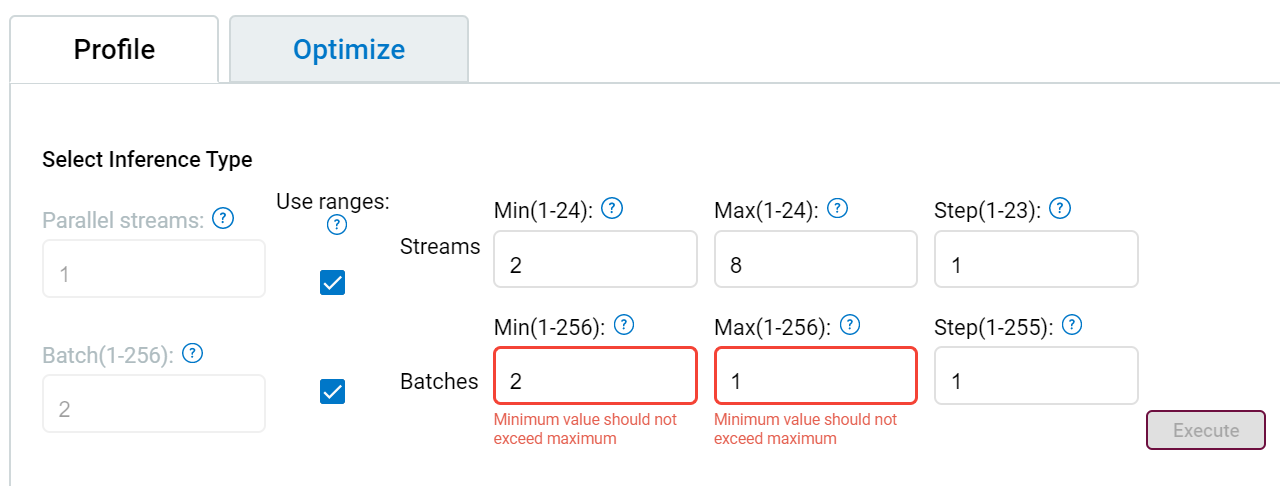 Profile
Optimize
Select Inference Type
Parallel streams: ?
1
Use ranges:
?
Streams
Min(1-24): ?
2
Max(1-24): ?
8
Step(1-23): ?
1
Batch(1-256): ?
2
Batches
Min(1-256): ?
2
Minimum value should not
exceed maximum
Max(1-256): ?
1
Minimum value should not
exceed maximum
Step(1-255): ?
1
Execute